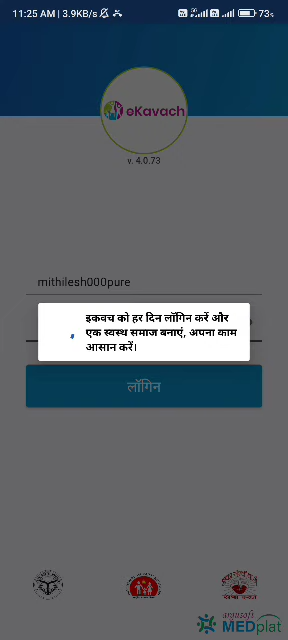 11:25 AM | 3.9KB/s
73
eKavach
v. 4.0.73
mithilesh000pure
इकवच को हर दिन लॉगिन करें और
एक स्वस्थ समाज बनाएं, अपना काम
आसान करें।
लॉगिन
argusoft
MEDplat